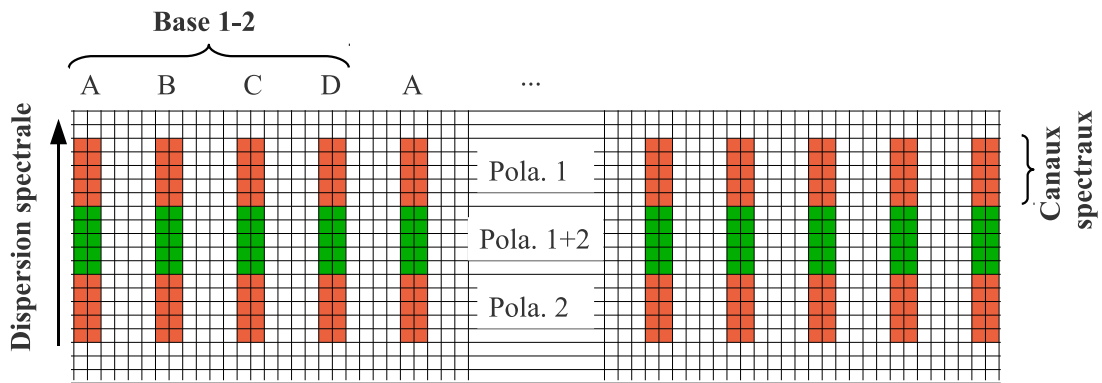 Base 1-2
A B C D A ...
Dispersion spectrale
Pola. 1
Pola. 1+2
Pola. 2
Canaux
spectraux